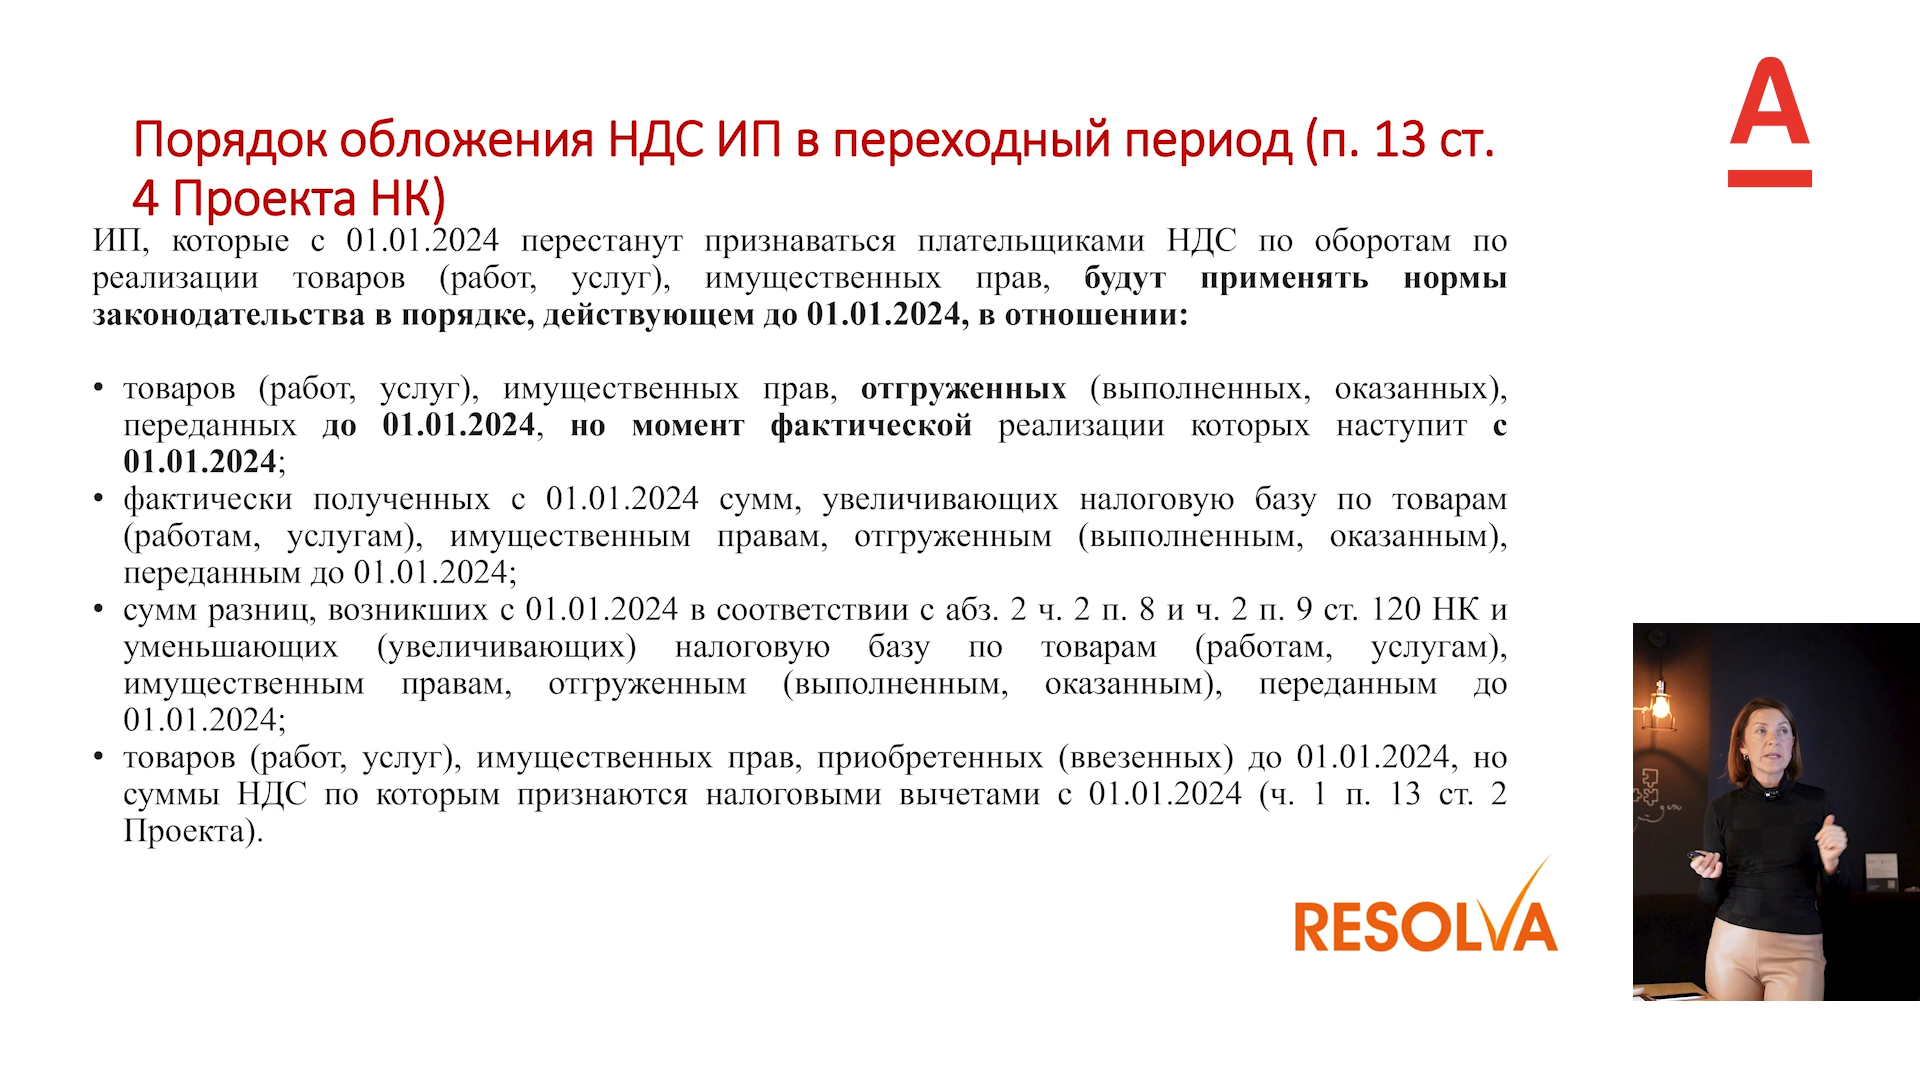 Порядок обложения НДС ИП в переходный период (п. 13 ст.
4 Проекта НК)
ИП, которые с 01.01.2024 перестанут признаваться плательщиками НДС по оборотам по
реализации товаров (работ, услуг), имущественных прав, будут применять нормы
законодательства в порядке, действующем до 01.01.2024, в отношении:
• товаров (работ, услуг), имущественных прав, отгруженных (выполненных, оказанных),
переданных до 01.01.2024, но момент фактической реализации которых наступит с
01.01.2024;
• фактически полученных с 01.01.2024 сумм, увеличивающих налоговую базу по товарам
(работам, услугам), имущественным правам, отгруженным (выполненным, оказанным),
переданным до 01.01.2024;
• сумм разниц, возникших с 01.01.2024 в соответствии с абз. 2 ч. 2 п. 8 и ч. 2 п. 9 ст. 120 НК и
уменьшающих (увеличивающих) налоговую базу по товарам (работам, услугам),
имущественным правам, отгруженным (выполненным, оказанным), переданным до
01.01.2024;
• товаров (работ, услуг), имущественных прав, приобретенных (ввезенных) до 01.01.2024, но
суммы НДС по которым признаются налоговыми вычетами с 01.01.2024 (ч. 1 п. 13 ст. 2
Проекта).
RESOLVA
А